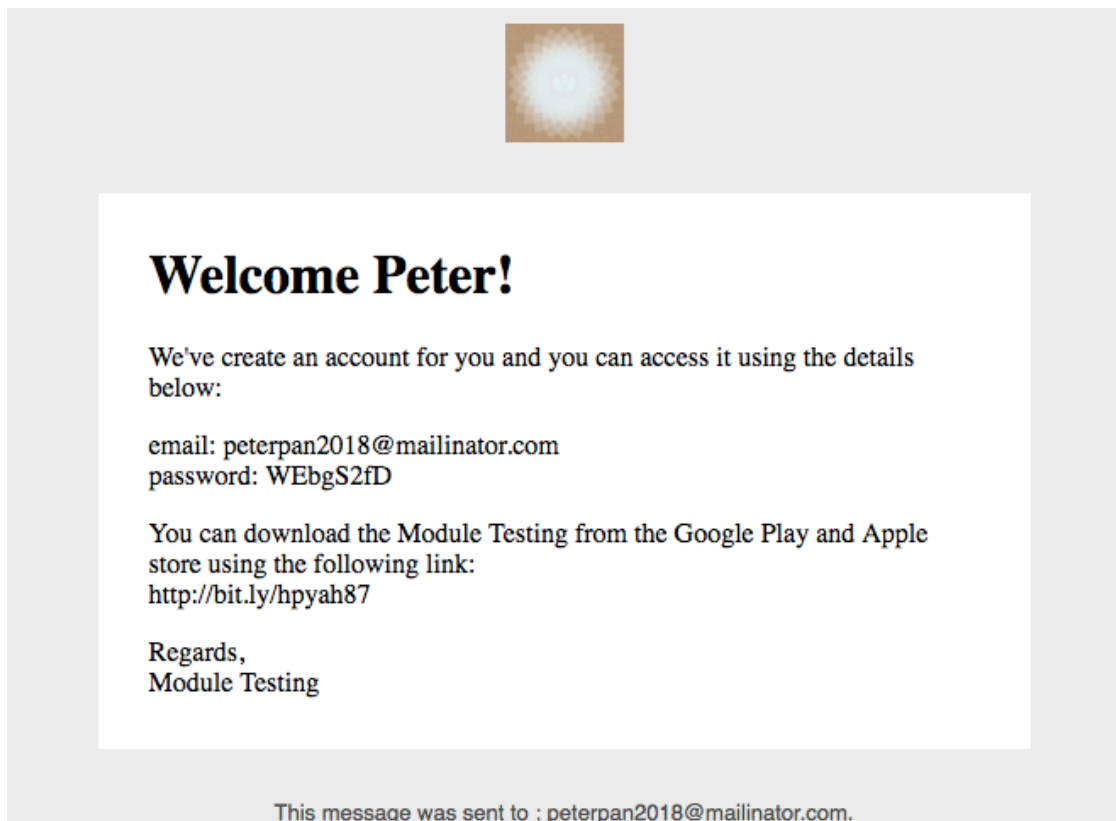 Welcome Peter!
We've create an account for you and you can access it using the details
below:
email: peterpan2018@mailinator.com
password: WEbgS2fD
You can download the Module Testing from the Google Play and Apple
store using the following link:
http://bit.ly/hpyah87
Regards,
Module Testing
This message was sent to : peterpan2018@mailinator.com.